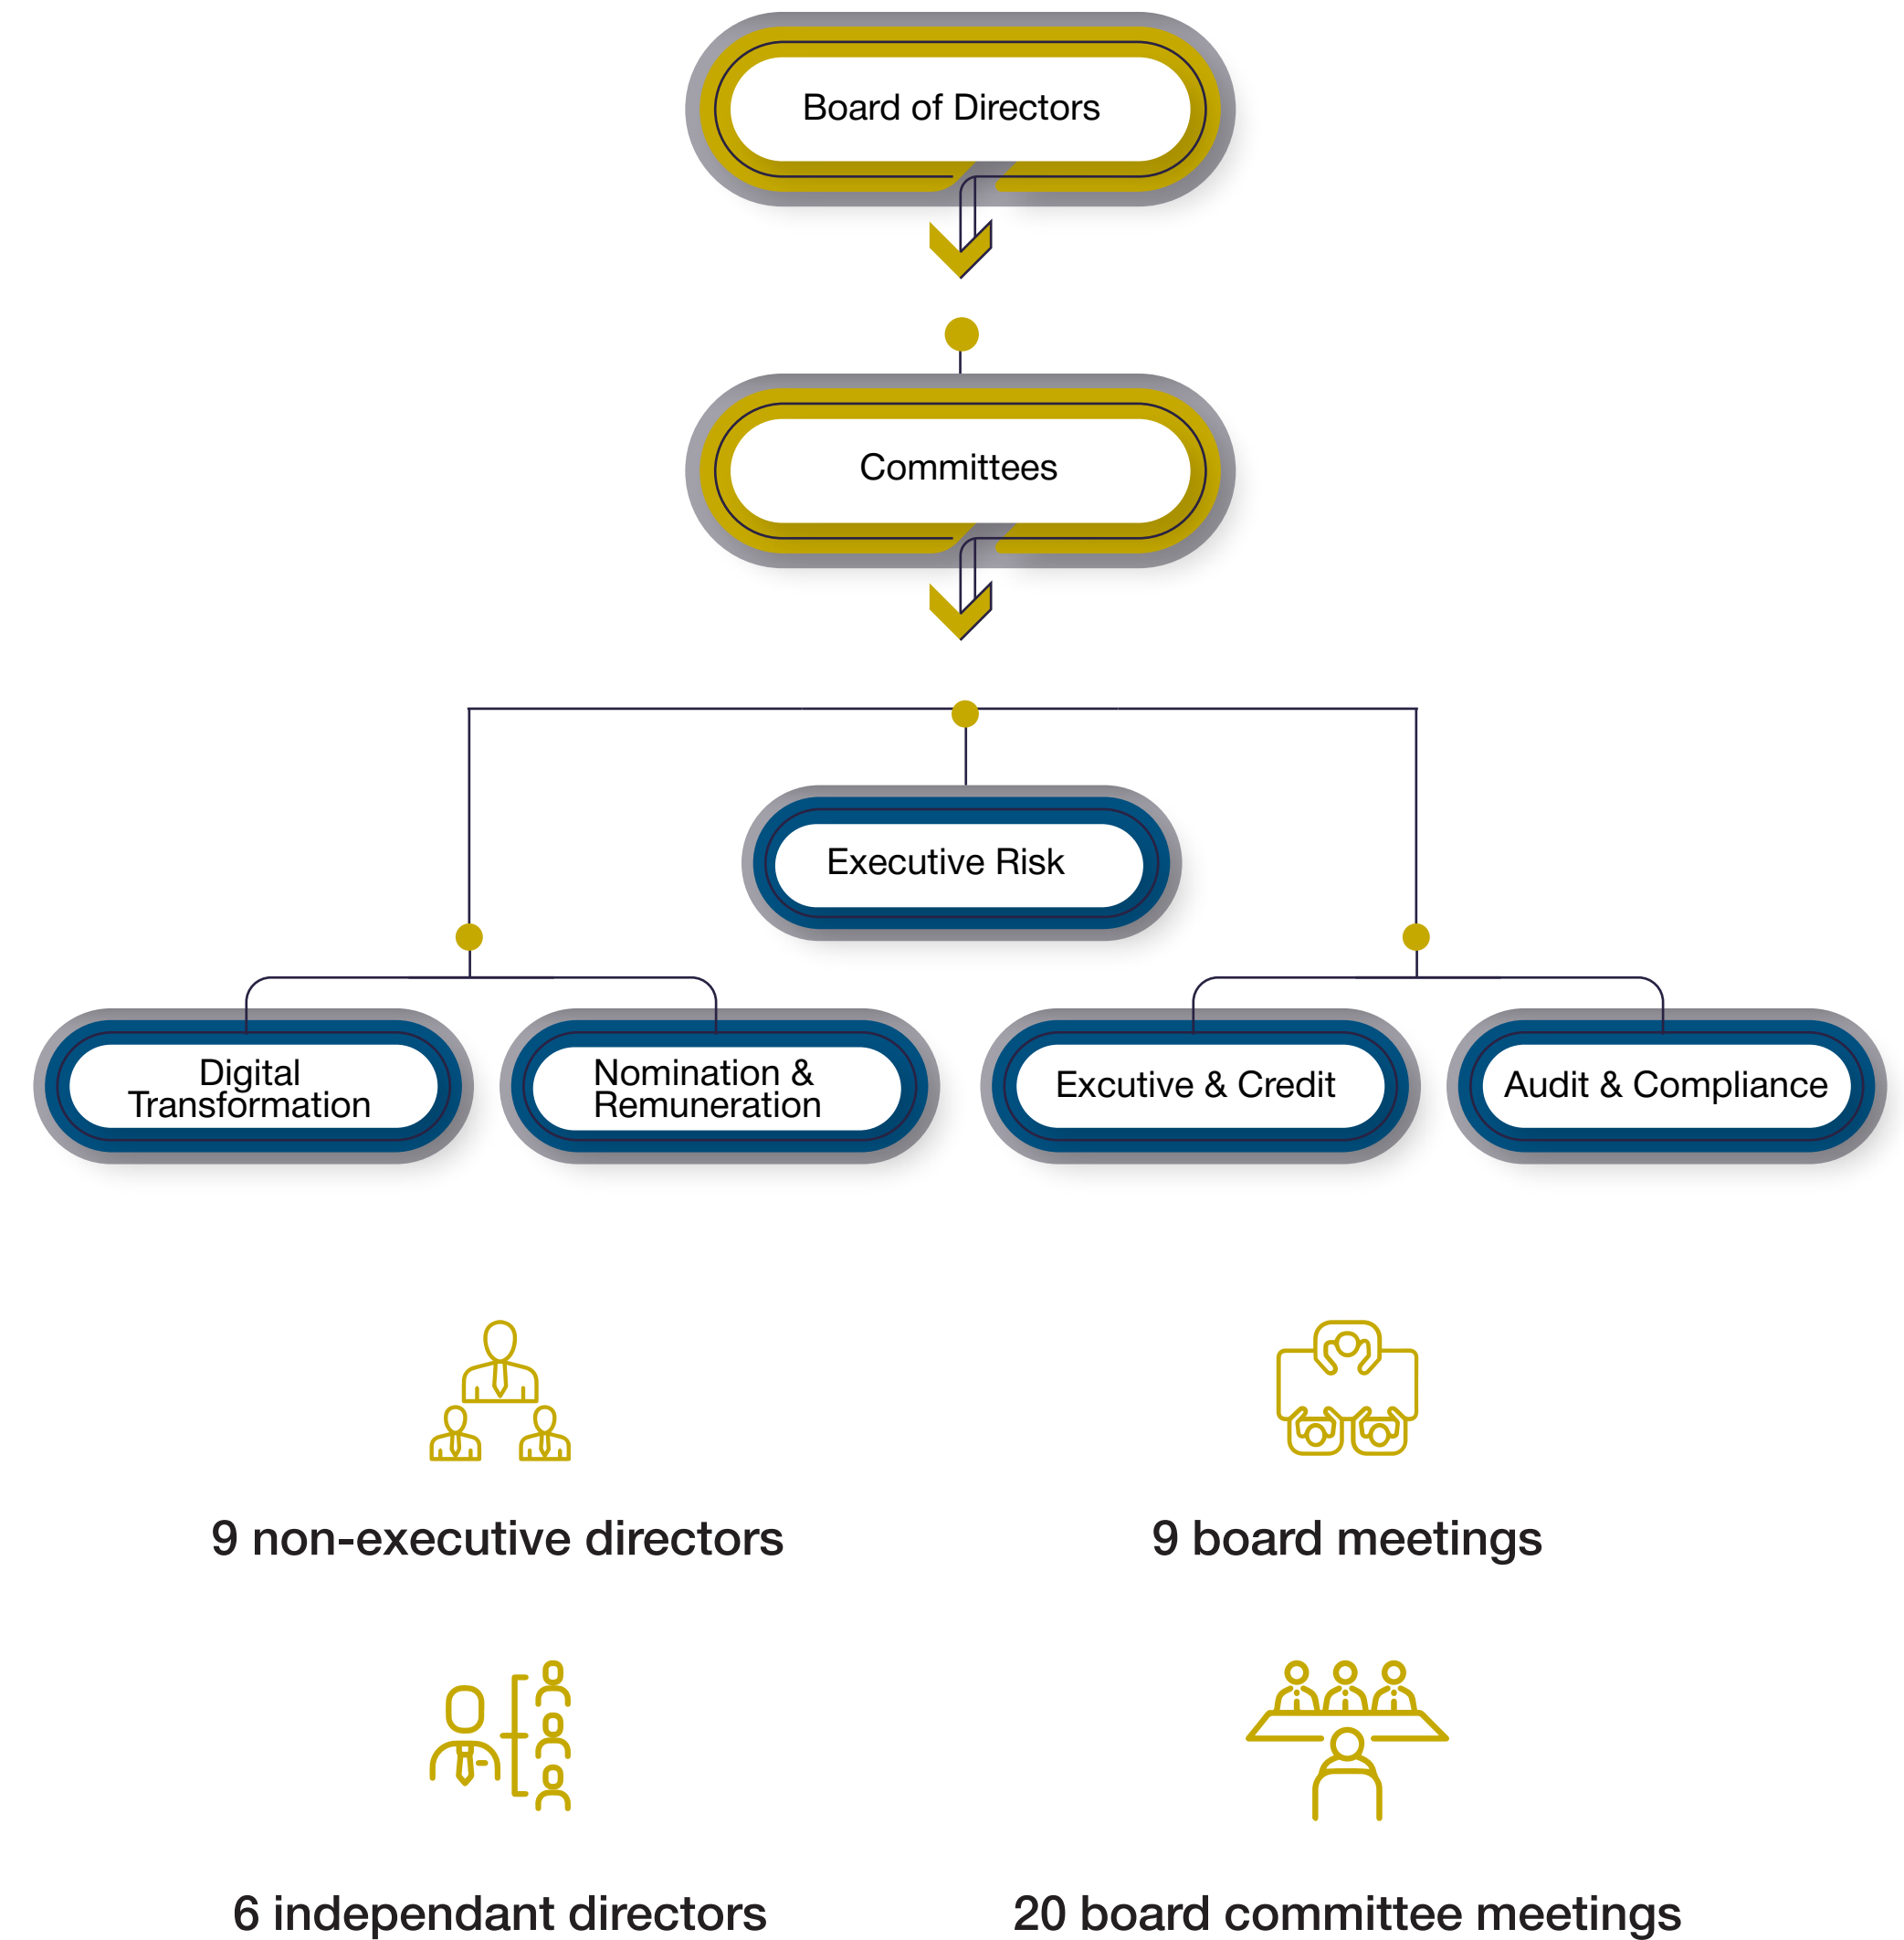 Board of Directors
Committees
Executive Risk
Digital
Transformation
Nomination &
Remuneration
Excutive & Credit
Audit & Compliance
9 non-executive directors
9 board meetings
6 independant directors
20 board committee meetings